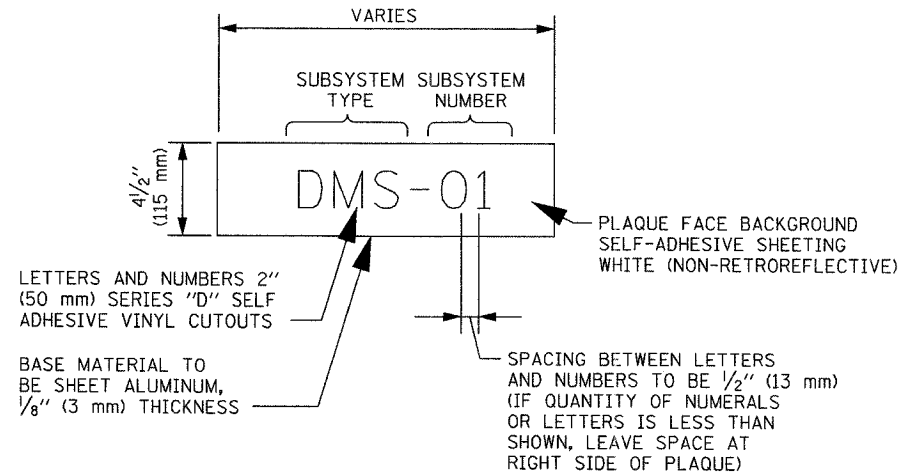 VARIES
SUBSYSTEM TYPE
SUBSYSTEM NUMBER
4½"
(115 mm)
DMS-01
PLAQUE FACE BACKGROUND
SELF-ADHESIVE SHEETING
WHITE (NON-RETROREFLECTIVE)
LETTERS AND NUMBERS 2"
(50 mm) SERIES "D" SELF
ADHESIVE VINYL CUTOUTS
BASE MATERIAL TO
BE SHEET ALUMINUM,
⅛" (3 mm) THICKNESS
SPACING BETWEEN LETTERS
AND NUMBERS TO BE ½" (13 mm)
(IF QUANTITY OF NUMERALS
OR LETTERS IS LESS THAN
SHOWN, LEAVE SPACE AT
RIGHT SIDE OF PLAQUE)